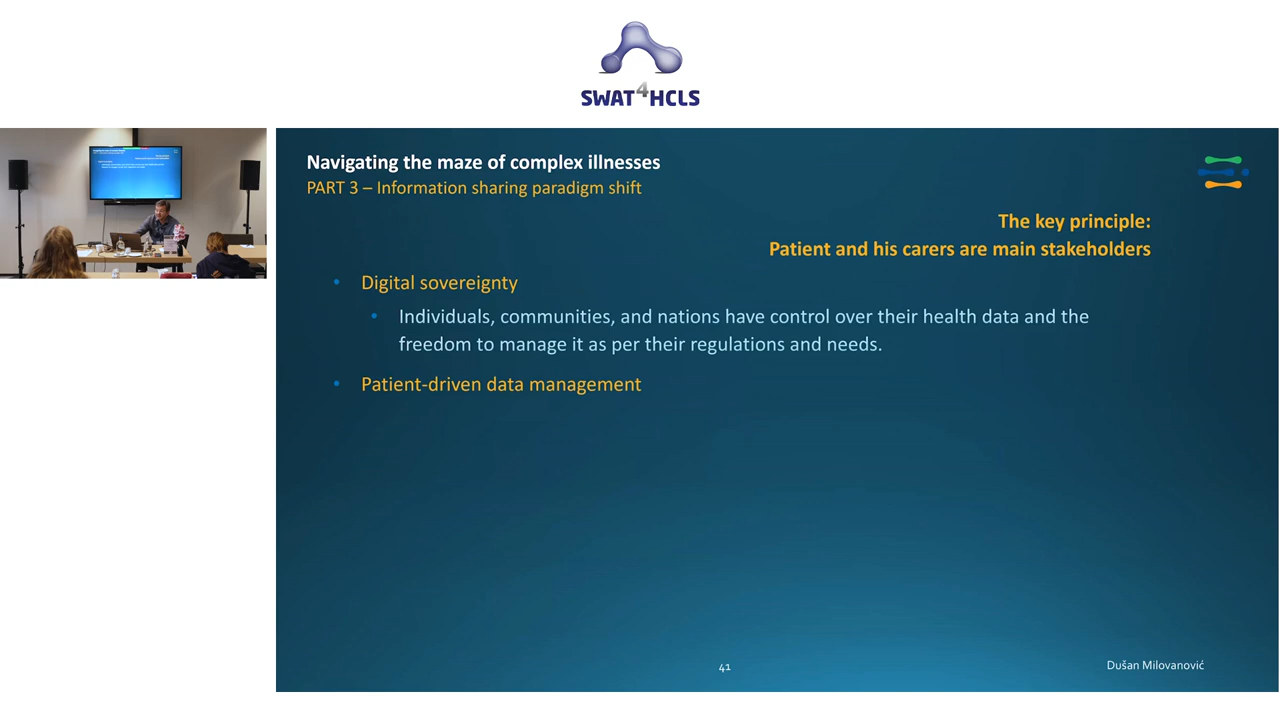 SWAT4HCLS
Navigating the maze of complex illnesses
PART 3 – Information sharing paradigm shift
The key principle:
Patient and his carers are main stakeholders
• Digital sovereignty
• Individuals, communities, and nations have control over their health data and the
freedom to manage it as per their regulations and needs.
• Patient-driven data management
41
Dušan Milovanović